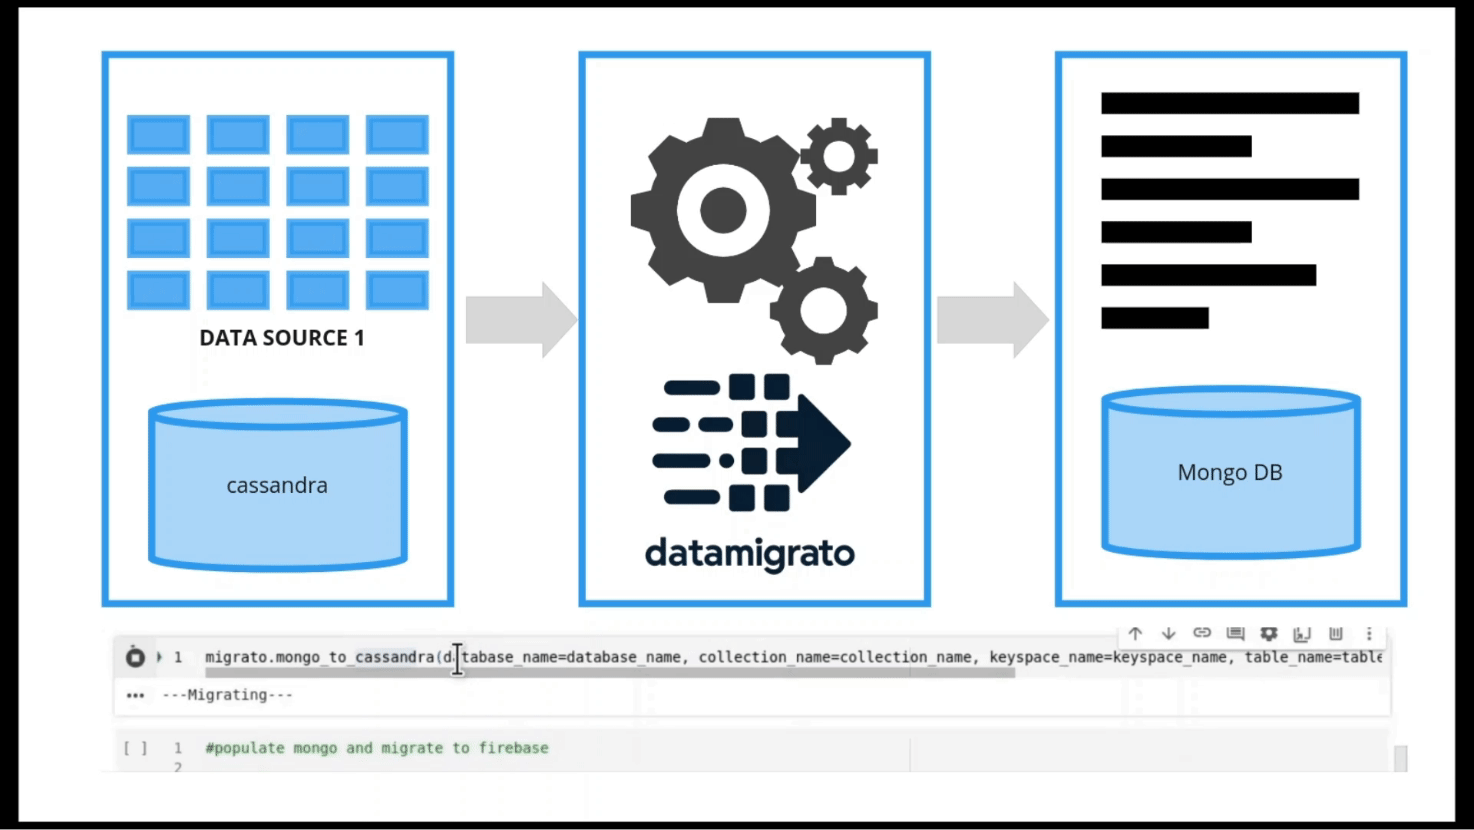 DATA SOURCE 1
cassandra
datamigrato
Mongo DB
1 migrato.mongo_to_cassandra(database_name=database_name, collection_name=collection_name, keyspace_name=keyspace_name, table_name=table
---Migrating---
[ ] 1 #populate mongo and migrate to firebase
2